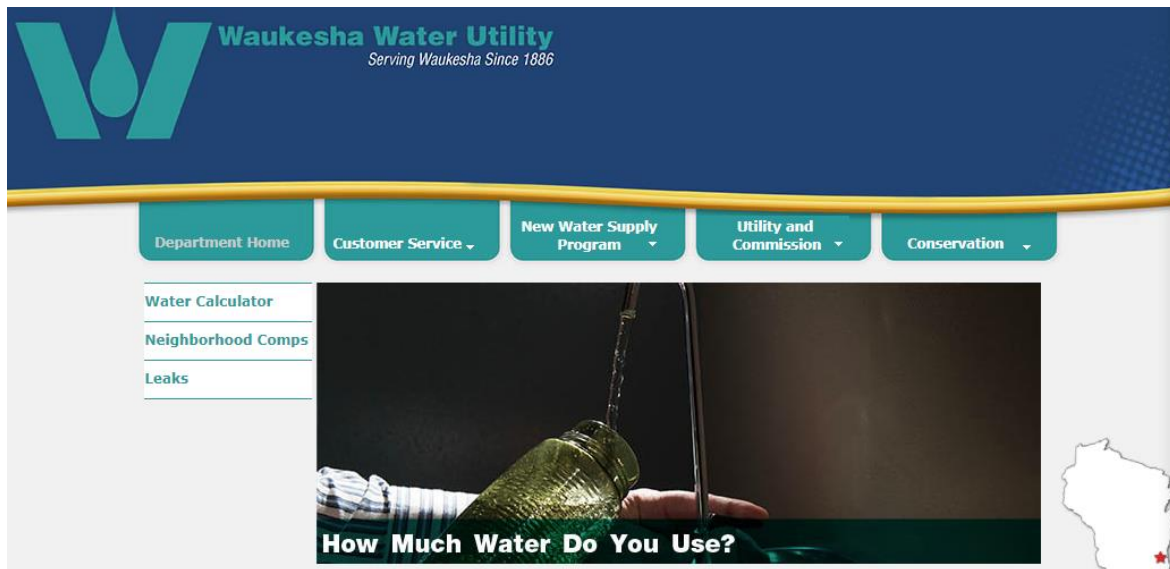 Waukesha Water Utility
Serving Waukesha Since 1886
Department Home
Customer Service
New Water Supply
Program
Utility and
Commission
Conservation
Water Calculator
Neighborhood Comps
Leaks
How Much Water Do You Use?